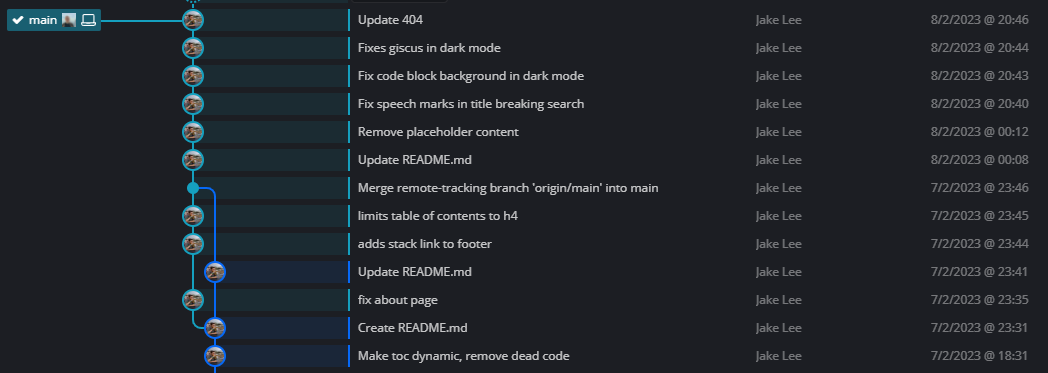 main Update 404 Jake Lee 8/2/2023 @ 20:46
Fixes giscus in dark mode Jake Lee 8/2/2023 @ 20:44
Fix code block background in dark mode Jake Lee 8/2/2023 @ 20:43
Fix speech marks in title breaking search Jake Lee 8/2/2023 @ 20:40
Remove placeholder content Jake Lee 8/2/2023 @ 00:12
Update README.md Jake Lee 8/2/2023 @ 00:08
Merge remote-tracking branch 'origin/main' into main Jake Lee 7/2/2023 @ 23:46
limits table of contents to h4 Jake Lee 7/2/2023 @ 23:45
adds stack link to footer Jake Lee 7/2/2023 @ 23:44
Update README.md Jake Lee 7/2/2023 @ 23:41
fix about page Jake Lee 7/2/2023 @ 23:35
Create README.md Jake Lee 7/2/2023 @ 23:31
Make toc dynamic, remove dead code Jake Lee 7/2/2023 @ 18:31